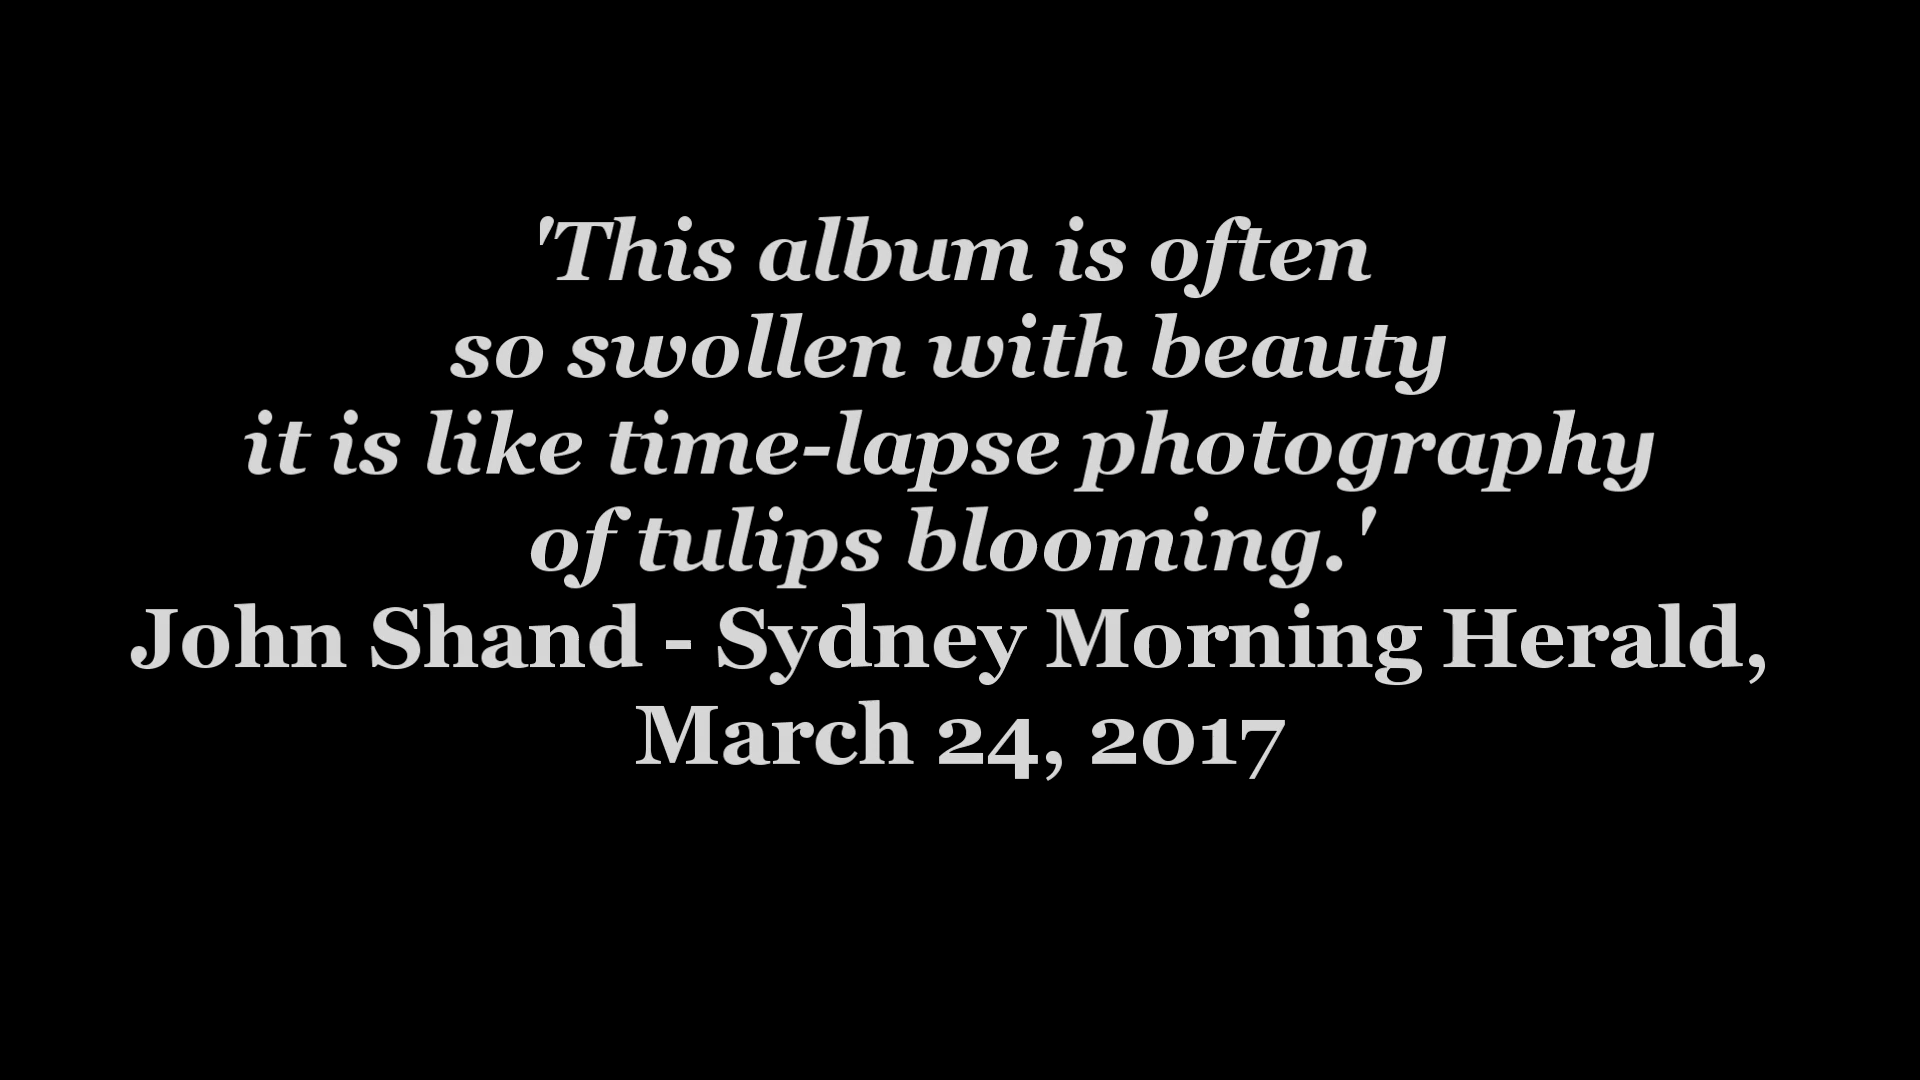 'This album is often
so swollen with beauty
it is like time-lapse photography
of tulips blooming.'
John Shand - Sydney Morning Herald,
March 24, 2017